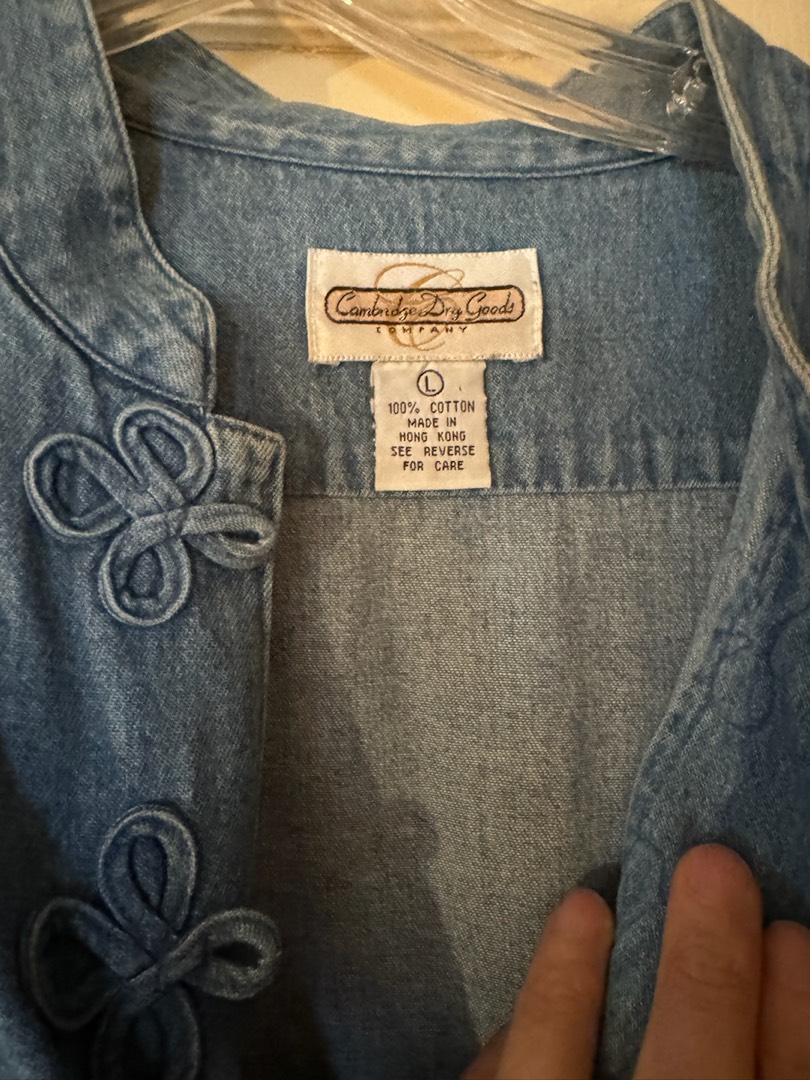 Cambridge Dry Goods
COMPANY
L
100% COTTON
MADE IN
HONG KONG
SEE REVERSE
FOR CARE